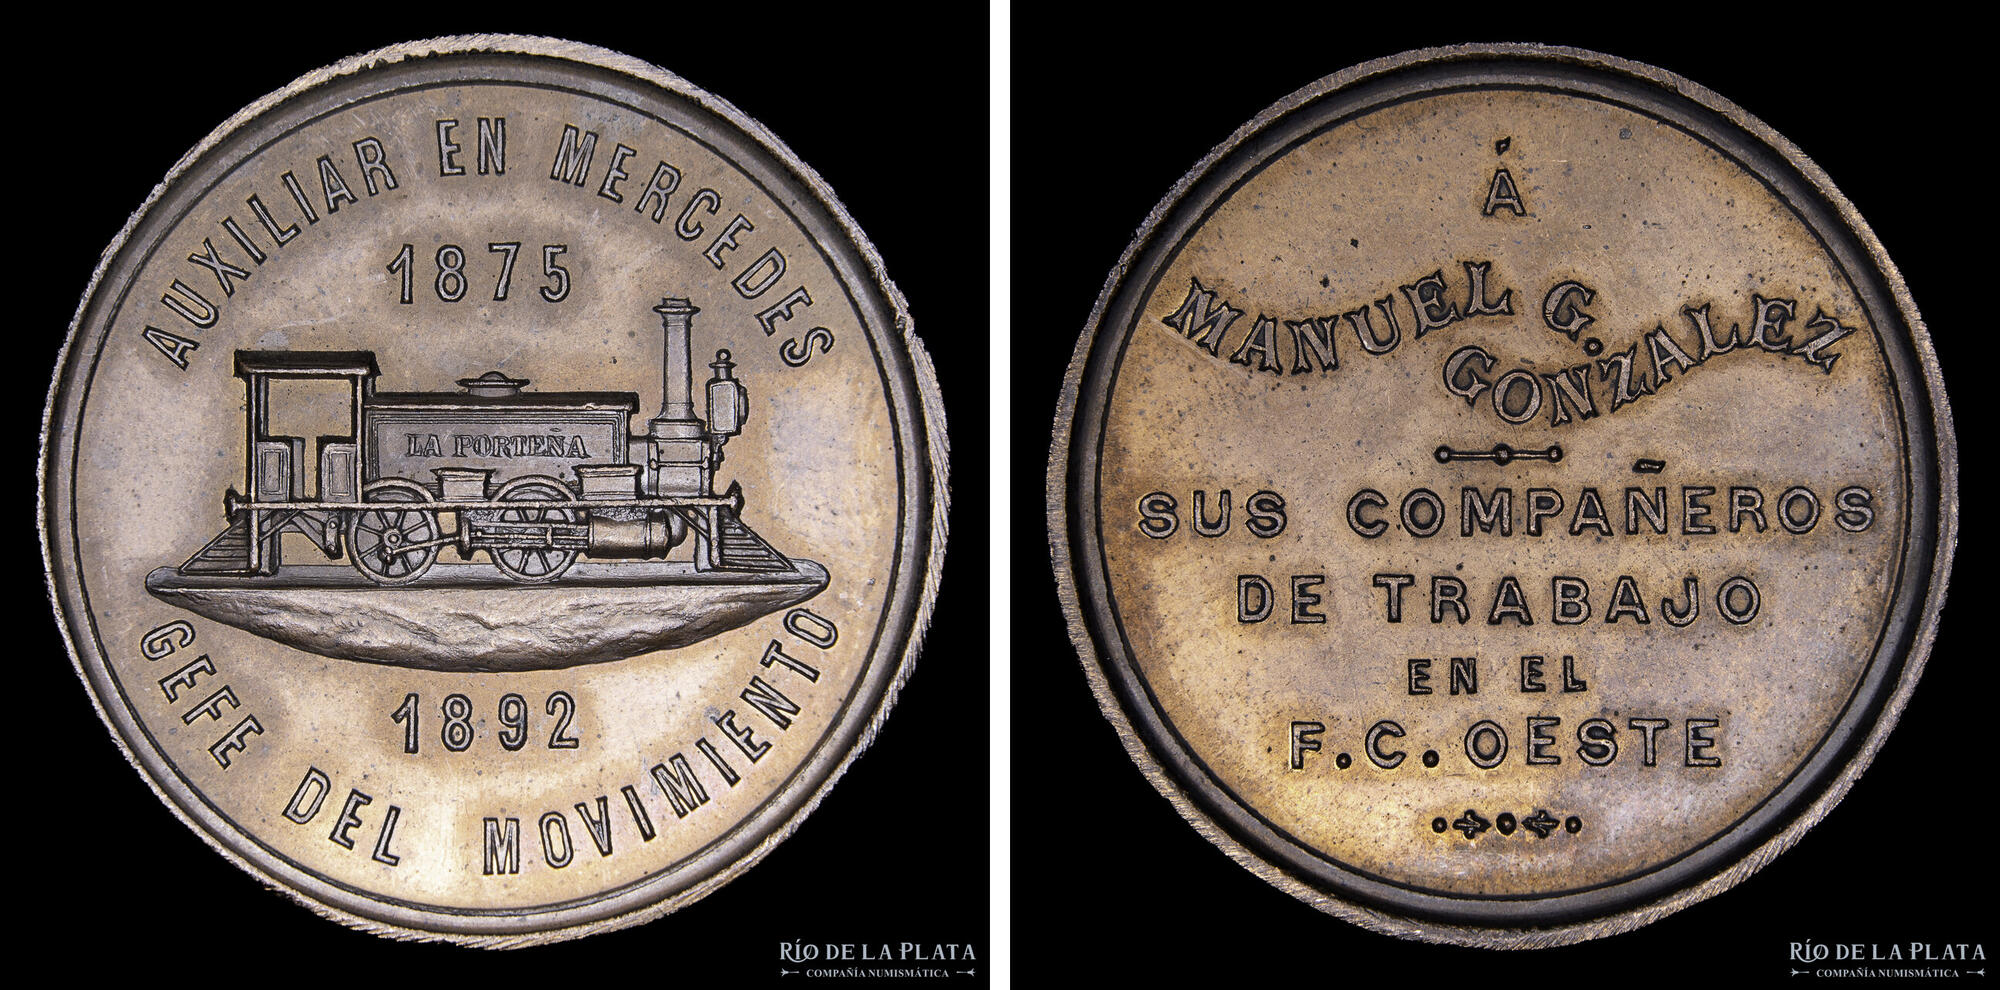 AUXILIAR EN MERCEDES
1875
LA PORTEÑA
1892
GEFE DEL MOVIMIENTO
RÍO DE LA PLATA
COMPAÑÍA NUMISMÁTICA
Á
MANUEL G. GONZALEZ
SUS COMPAÑEROS
DE TRABAJO
EN EL
F.C.OESTE
RÍO DE LA PLATA
COMPAÑÍA NUMISMÁTICA